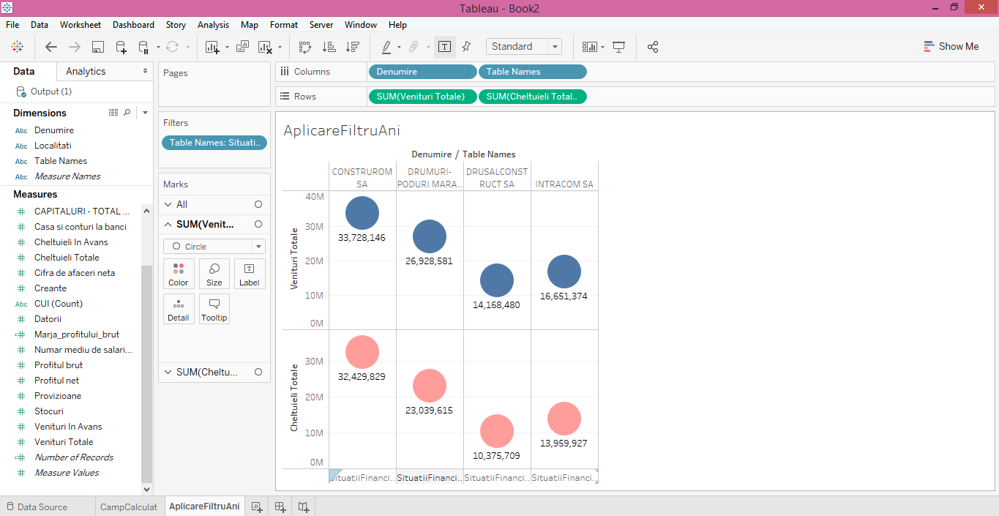 Tableau - Book2
File Data Worksheet Dashboard Story Analysis Map Format Server Window Help
Standard
Show Me
Data Analytics
Output (1)
Dimensions
Abc Denumire
Abc Localitati
Abc Table Names
Abc Measure Names
Measures
CAPITALURI - TOTAL ...
Casa si conturi la banci
Cheltuieli In Avans
Cheltuieli Totale
Cifra de afaceri neta
Creante
Abc CUI (Count)
Datorii
Marja_profitului_brut
Numar mediu de salari...
Profitul brut
Profitul net
Provizioane
Stocuri
Venituri In Avans
Venituri Totale
Number of Records
Measure Values
Pages
Filters
Table Names: Situati..
Marks
All
SUM(Venit...
Circle
Color Size Label
Detail Tooltip
SUM(Cheltu...
Columns Denumire Table Names
Rows SUM(Venituri Totale) SUM(Cheltuieli Total..
AplicareFiltruAni
Denumire / Table Names
CONSTRUROM DRUMURI- DRUSALCONST
SA PODURI MARA.. RUCT SA INTRACOM SA
Venituri Totale
40M
30M
20M
10M
0M
33,728,146
26,928,581
14,168,480
16,651,374
Cheltuieli Totale
30M
20M
10M
0M
32,429,829
23,039,615
10,375,709
13,959,927
SituatiiFinanci.. SituatiiFinanci.. SituatiiFinanci.. SituatiiFinanci..
Data Source CampCalculat AplicareFiltruAni